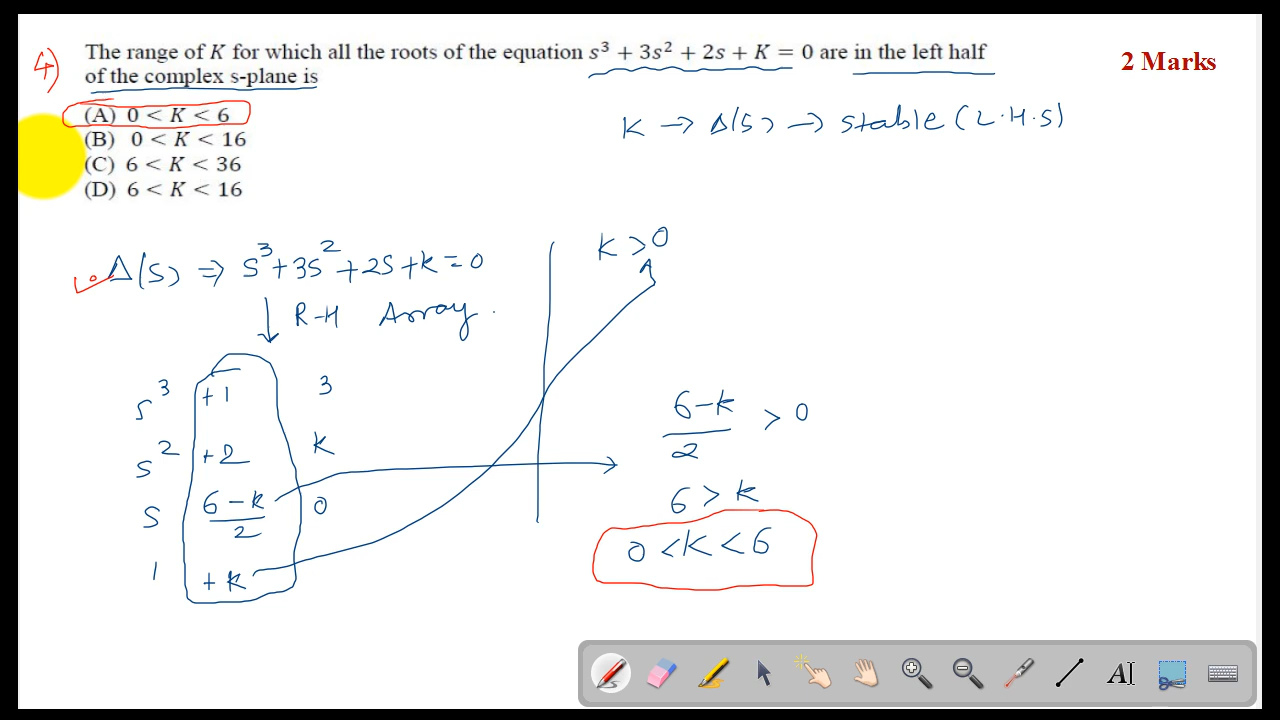 4)
The range of K for which all the roots of the equation s³ + 3s² + 2s + K = 0 are in the left half
of the complex s-plane is
2 Marks
(A) 0 < K < 6
(B) 0 < K < 16
(C) 6 < K < 36
(D) 6 < K < 16
K → Δ(S) → stable (L.H.S)
Δ(S) ⇒ S³+3S²+2S+k=0
↓ R-H Array.
S³ +1 3
S² +2 k
S 6-k/2 0
1 +k
k>0
6-k/2 > 0
6 > k
0 < k < 6
AI